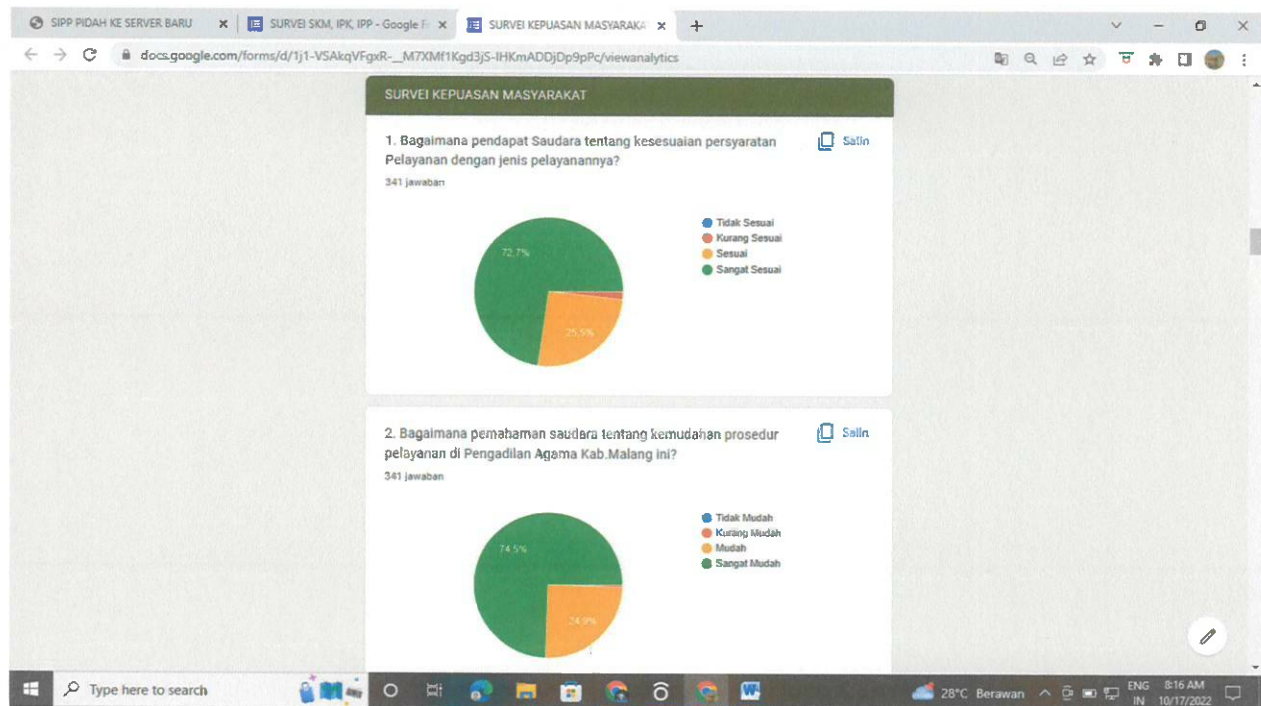 SIPP PIDAH KE SERVER BARU
SURVEI SKM, IPK, IPP - Google F
SURVEI KEPUASAN MASYARAKA
docs.google.com/forms/d/1j1-VSAkqVFgxR-__M7XMf1Kgd3jS-IHKmADDjDp9pPc/viewanalytics
SURVEI KEPUASAN MASYARAKAT
1. Bagaimana pendapat Saudara tentang kesesuaian persyaratan
Pelayanan dengan jenis pelayanannya?
Salin
341 jawaban
72.7%
25.5%
Tidak Sesuai
Kurang Sesuai
Sesuai
Sangat Sesuai
2. Bagaimana pemahaman saudara tentang kemudahan prosedur
pelayanan di Pengadilan Agama Kab.Malang ini?
Salin
341 jawaban
74.5%
24.9%
Tidak Mudah
Kurang Mudah
Mudah
Sangat Mudah
Type here to search
28°C Berawan
ENG
IN
8:16 AM
10/17/2022